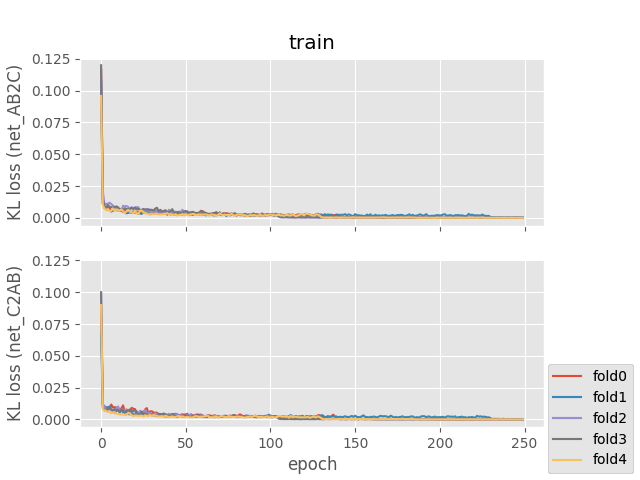 train
KL loss (net_AB2C)
0.125
0.100
0.075
0.050
0.025
0.000
KL loss (net_C2AB)
0.125
0.100
0.075
0.050
0.025
0.000
0 50 100 150 200 250
epoch
fold0
fold1
fold2
fold3
fold4